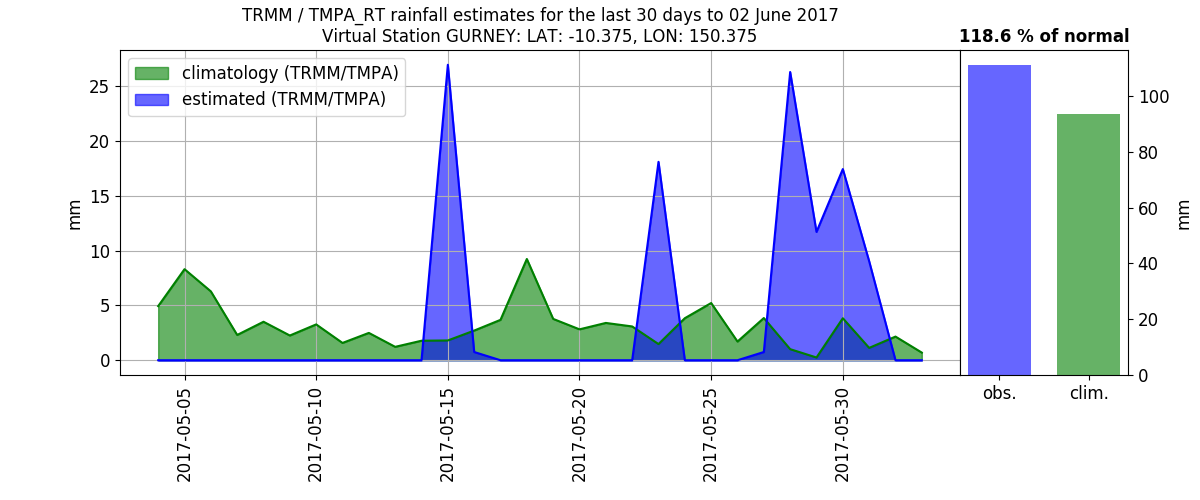 TRMM / TMPA_RT rainfall estimates for the last 30 days to 02 June 2017
Virtual Station GURNEY: LAT: -10.375, LON: 150.375
118.6 % of normal
climatology (TRMM/TMPA)
estimated (TRMM/TMPA)
mm
25
20
15
10
5
0
2017-05-05
2017-05-10
2017-05-15
2017-05-20
2017-05-25
2017-05-30
obs.
clim.
100
80
60
40
20
0
mm